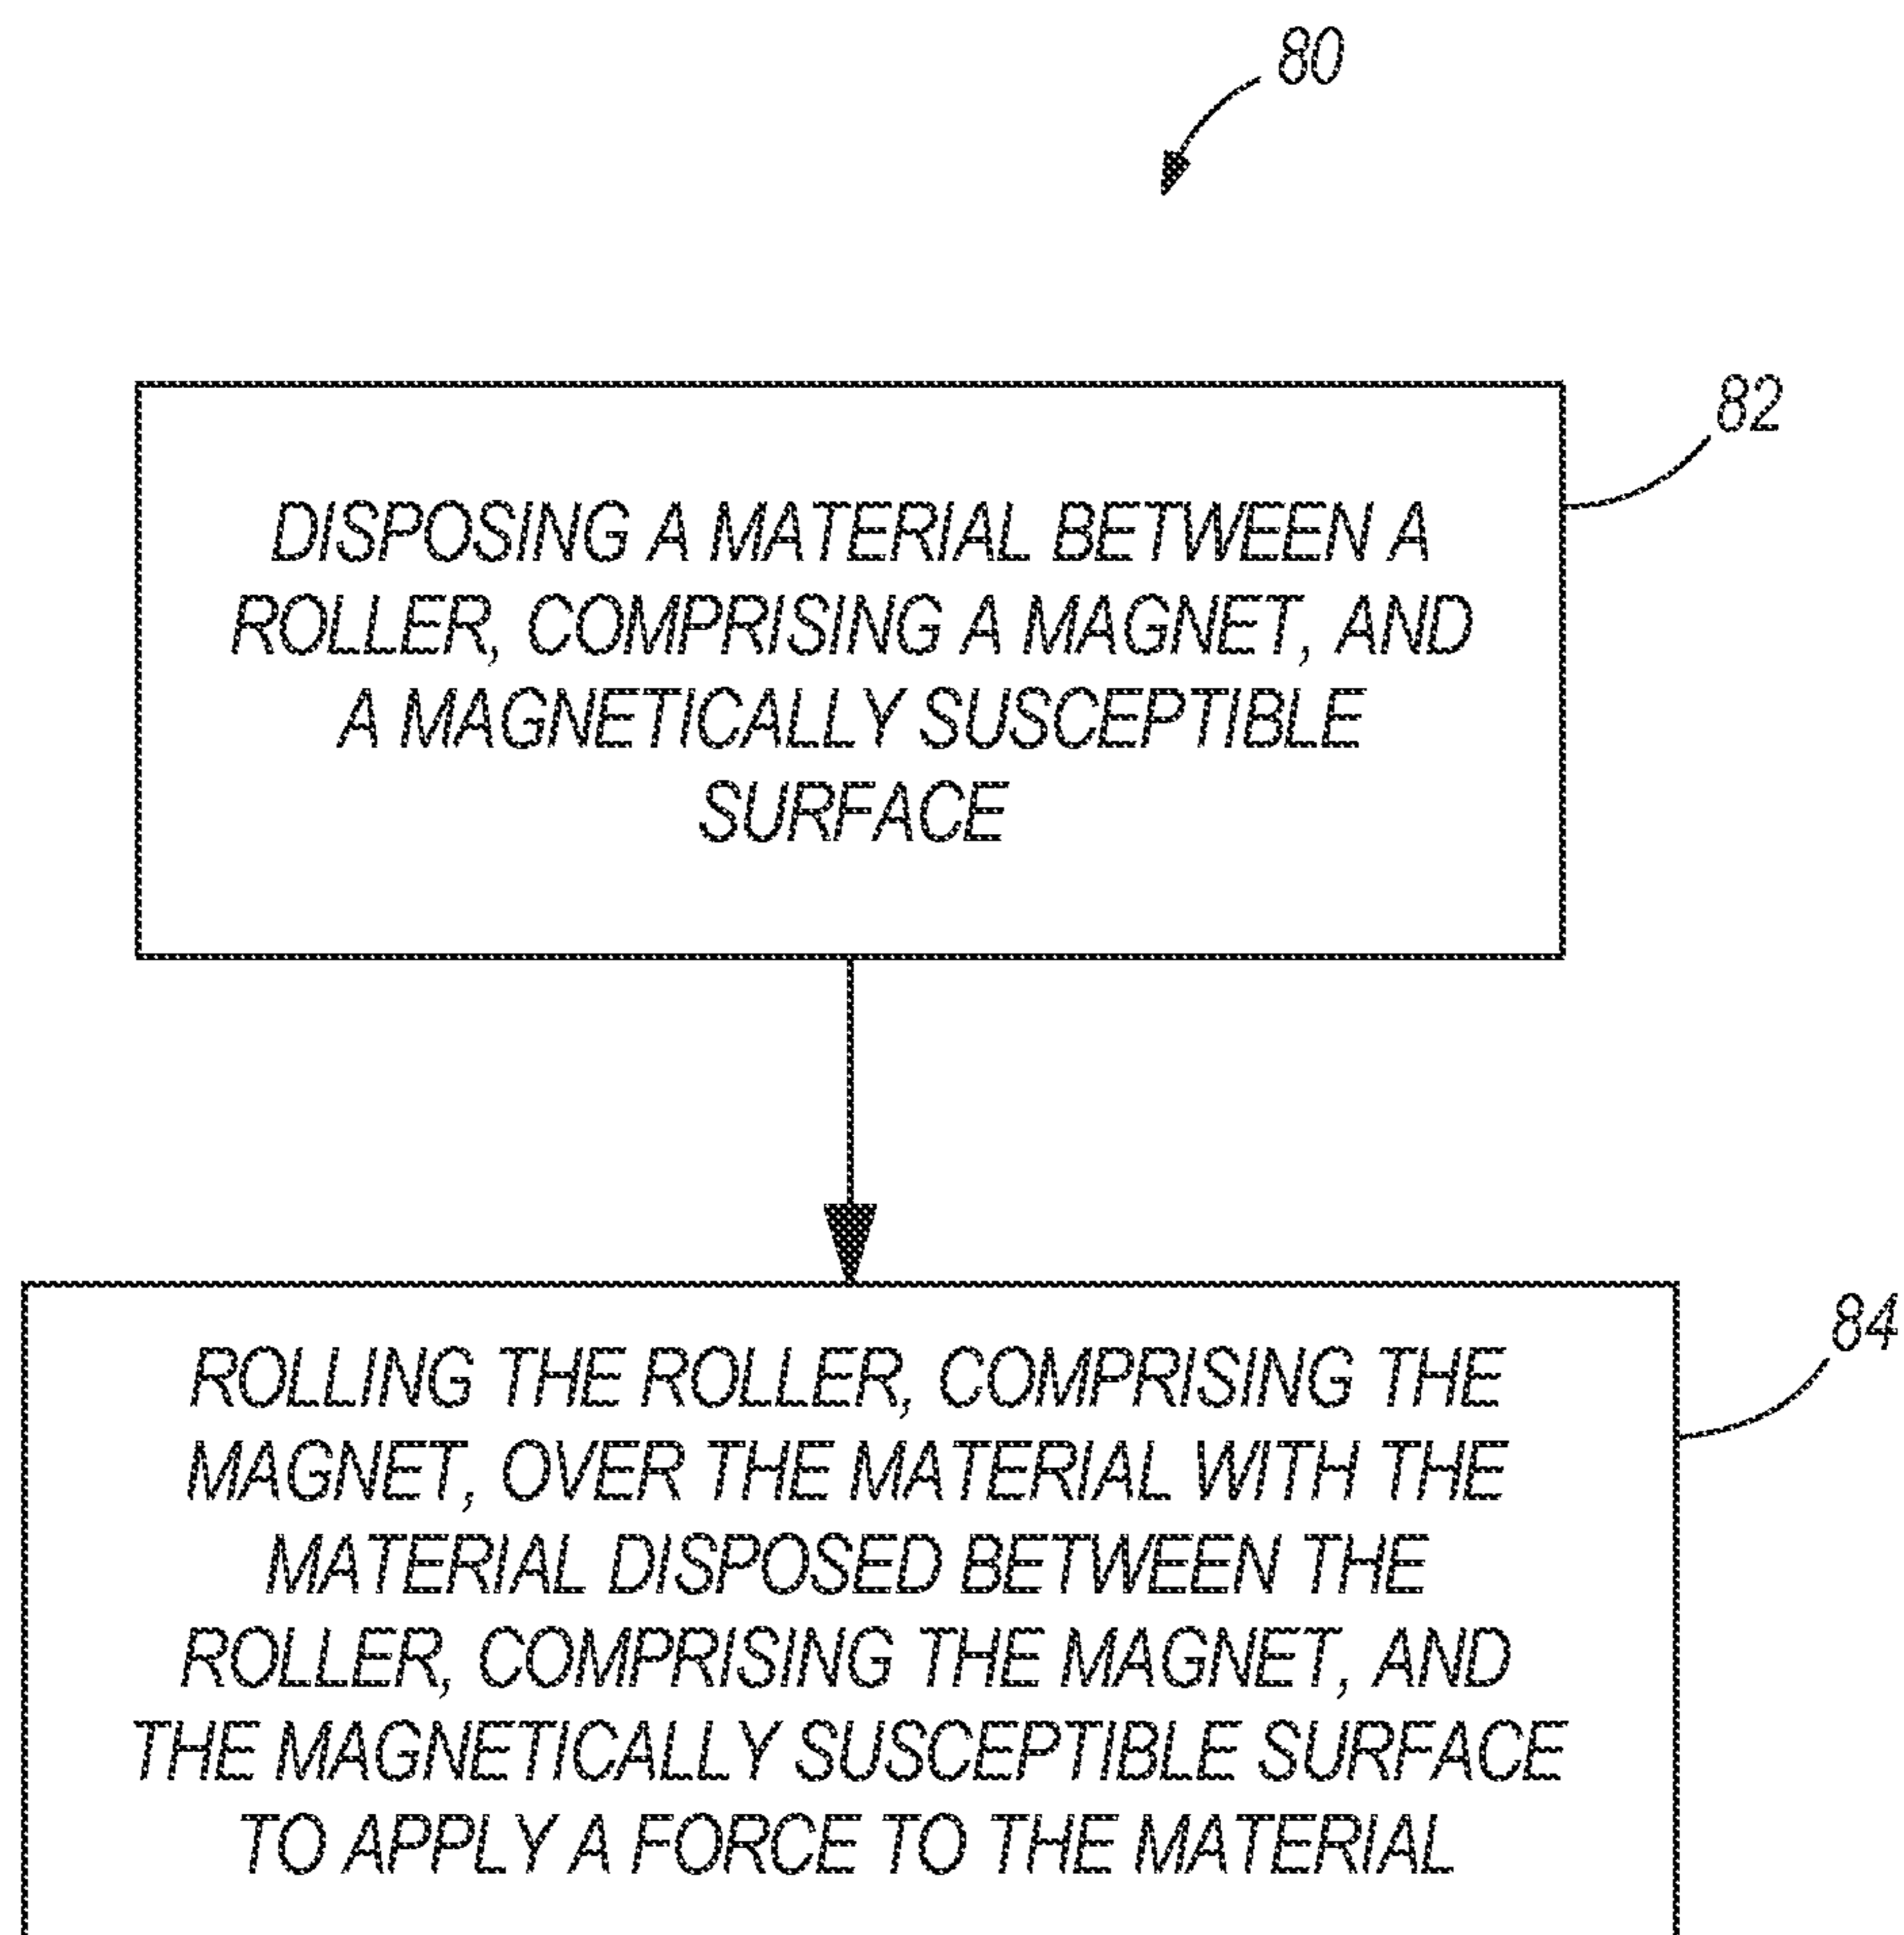 80
82
DISPOSING A MATERIAL BETWEEN A
ROLLER, COMPRISING A MAGNET, AND
A MAGNETICALLY SUSCEPTIBLE
SURFACE
84
ROLLING THE ROLLER, COMPRISING THE
MAGNET, OVER THE MATERIAL WITH THE
MATERIAL DISPOSED BETWEEN THE
ROLLER, COMPRISING THE MAGNET, AND
THE MAGNETICALLY SUSCEPTIBLE SURFACE
TO APPLY A FORCE TO THE MATERIAL